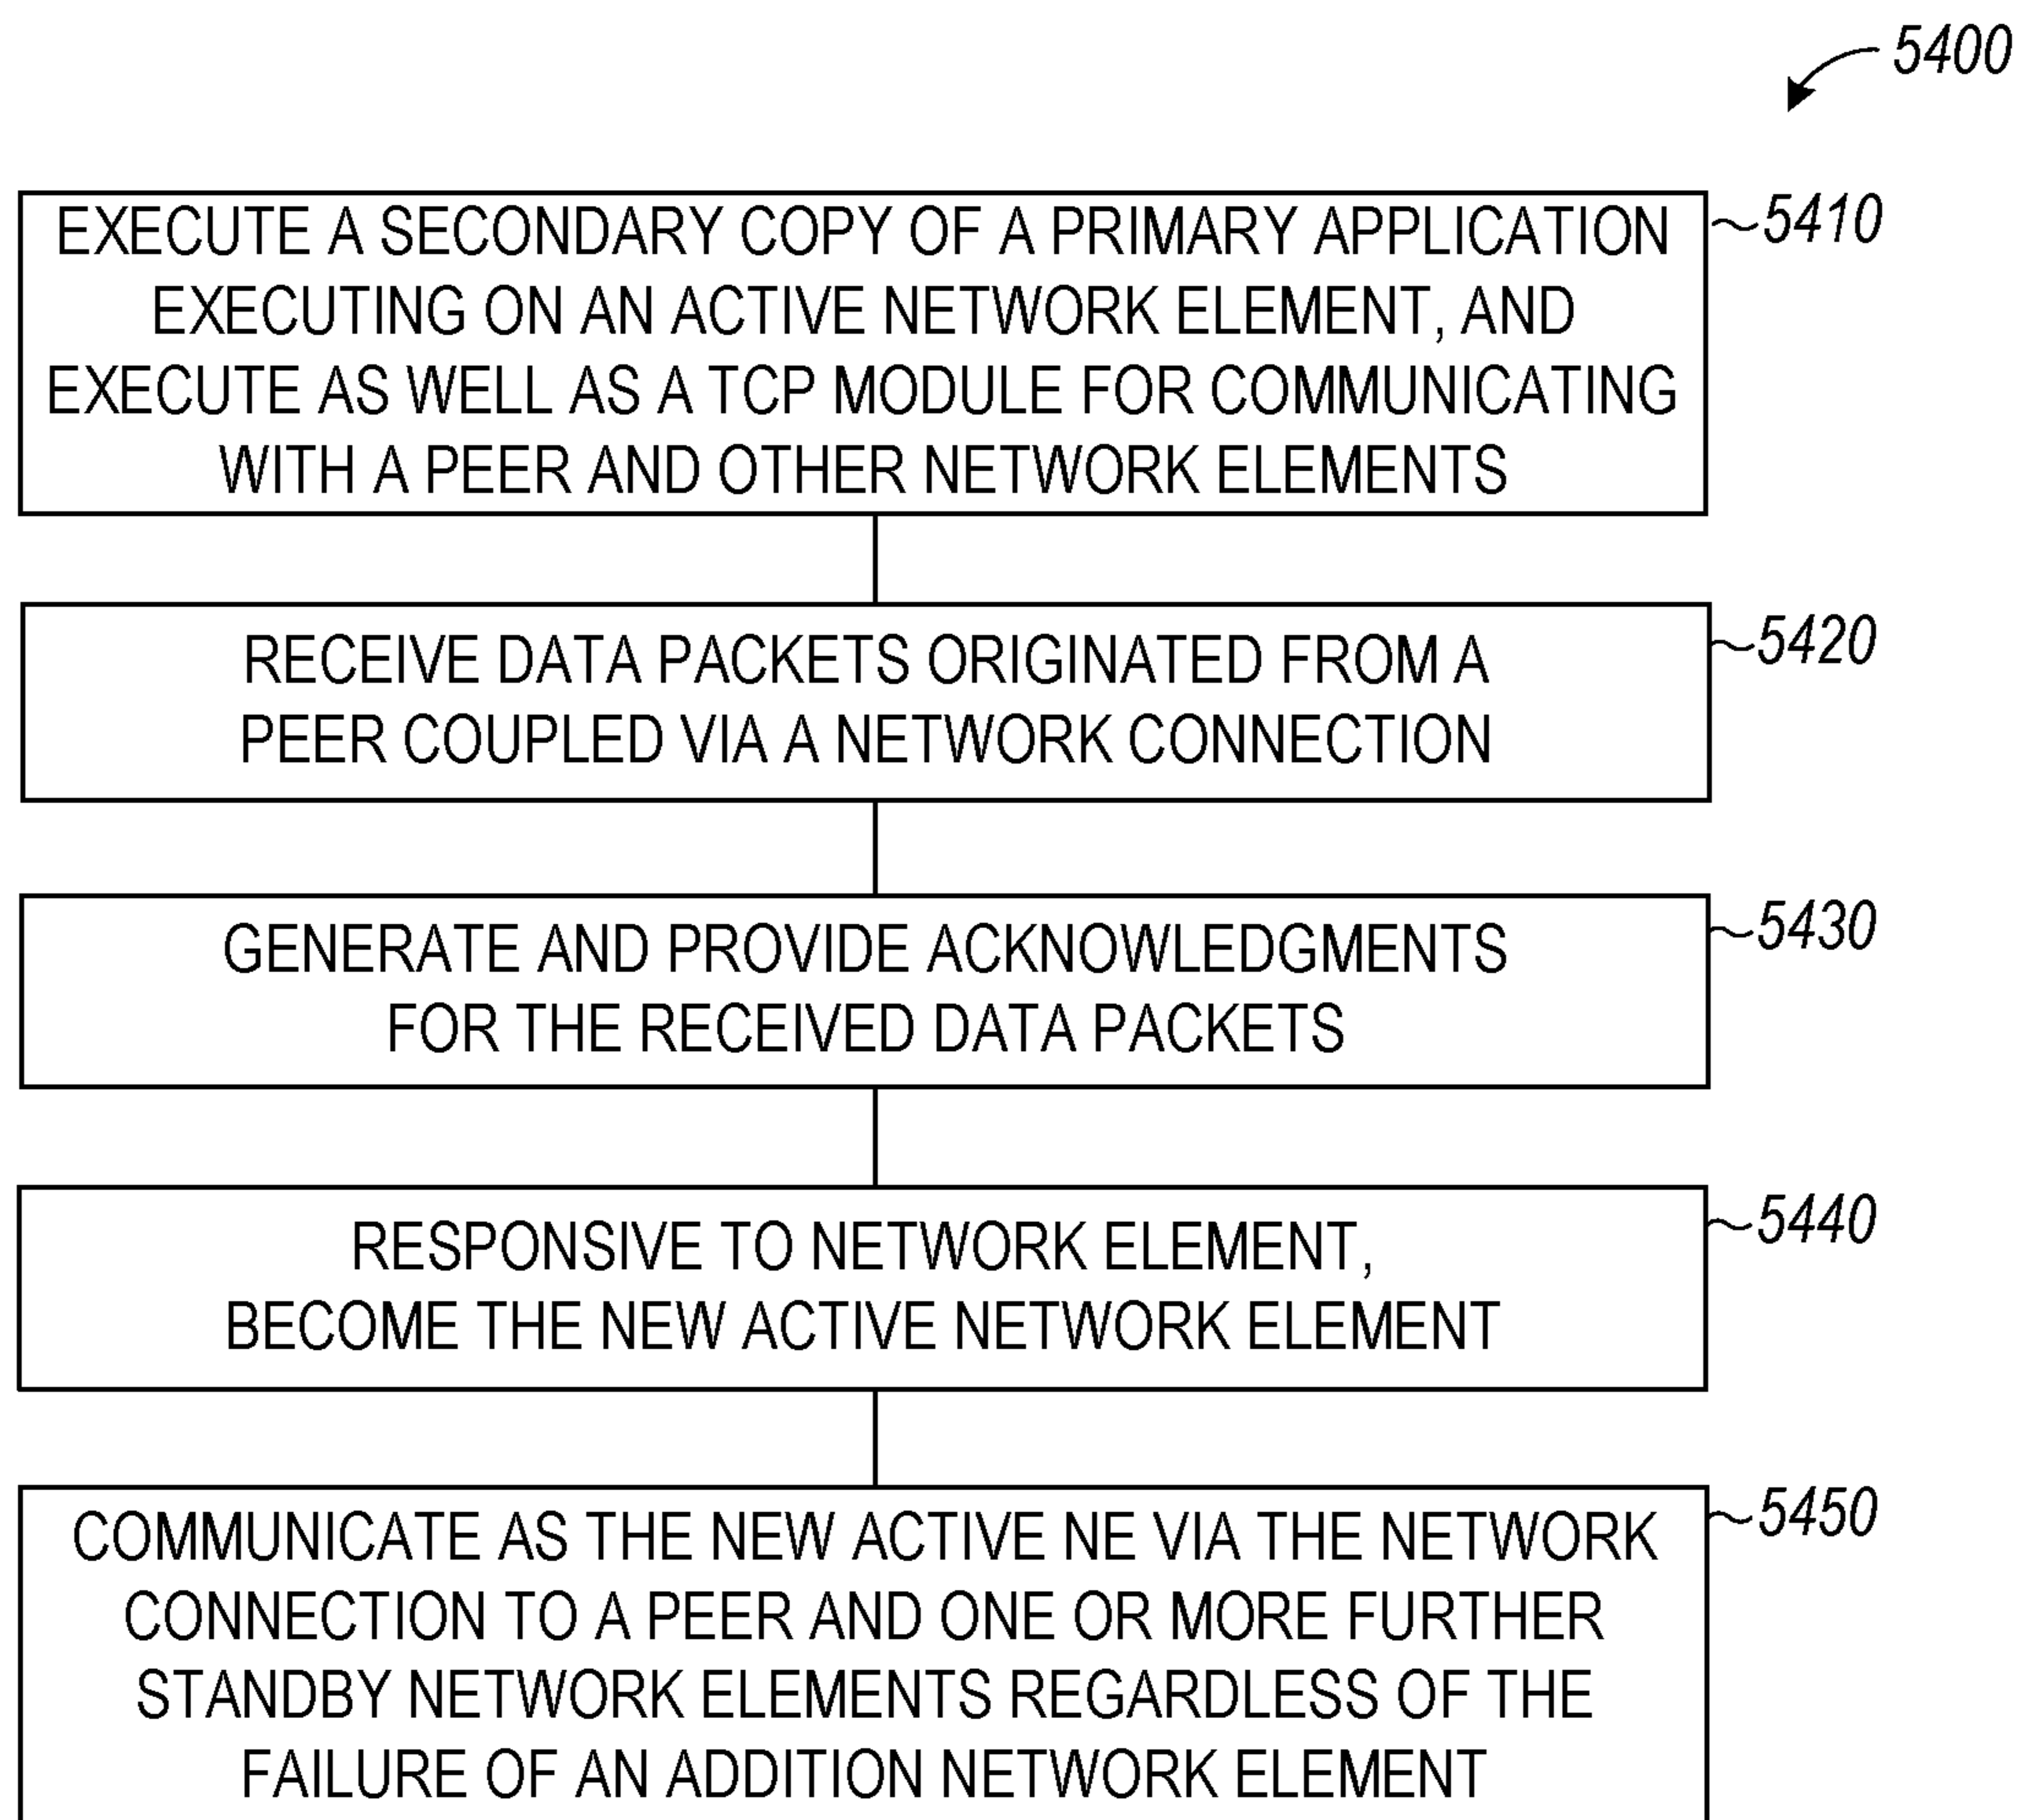 5400
EXECUTE A SECONDARY COPY OF A PRIMARY APPLICATION
5410
EXECUTING ON AN ACTIVE NETWORK ELEMENT, AND
EXECUTE AS WELL AS A TCP MODULE FOR COMMUNICATING
WITH A PEER AND OTHER NETWORK ELEMENTS
RECEIVE DATA PACKETS ORIGINATED FROM A
5420
PEER COUPLED VIA A NETWORK CONNECTION
GENERATE AND PROVIDE ACKNOWLEDGMENTS
5430
FOR THE RECEIVED DATA PACKETS
RESPONSIVE TO NETWORK ELEMENT,
5440
BECOME THE NEW ACTIVE NETWORK ELEMENT
COMMUNICATE AS THE NEW ACTIVE NE VIA THE NETWORK
5450
CONNECTION TO A PEER AND ONE OR MORE FURTHER
STANDBY NETWORK ELEMENTS REGARDLESS OF THE
FAILURE OF AN ADDITION NETWORK ELEMENT